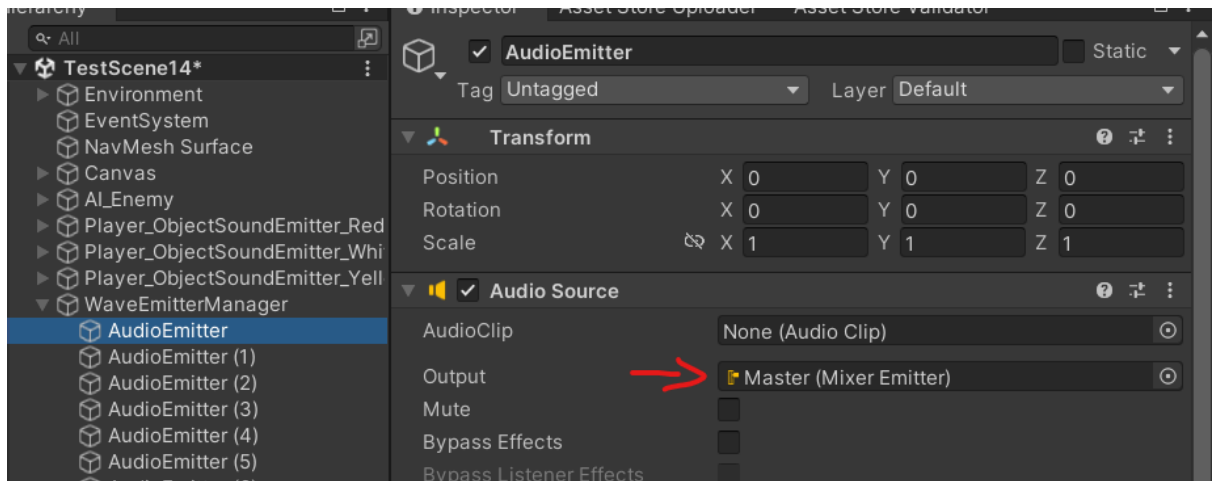 Hierarchy
Inspector Asset Store Uploader Asset Store Validator
All
TestScene14*
Environment
EventSystem
NavMesh Surface
Canvas
AI_Enemy
Player_ObjectSoundEmitter_Red
Player_ObjectSoundEmitter_Whi
Player_ObjectSoundEmitter_Yell
WaveEmitterManager
AudioEmitter
AudioEmitter (1)
AudioEmitter (2)
AudioEmitter (3)
AudioEmitter (4)
AudioEmitter (5)
AudioEmitter Static
Tag Untagged Layer Default
Transform
Position X 0 Y 0 Z 0
Rotation X 0 Y 0 Z 0
Scale X 1 Y 1 Z 1
Audio Source
AudioClip None (Audio Clip)
Output Master (Mixer Emitter)
Mute
Bypass Effects
Bypass Listener Effects